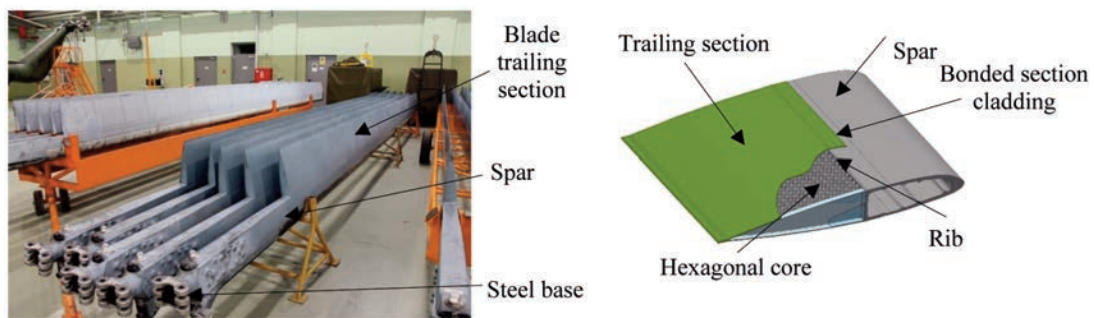 Blade
trailing
section
Spar
Steel base
Trailing section
Spar
Bonded section
cladding
Rib
Hexagonal core